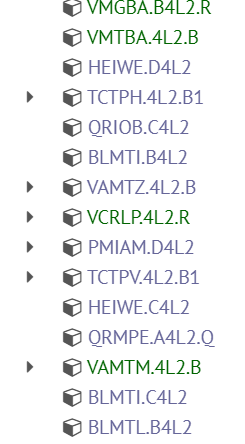 VMGBA.B4L2.R
VMTBA.4L2.B
HEIWE.D4L2
TCTPH.4L2.B1
QRIOB.C4L2
BLMTI.B4L2
VAMTZ.4L2.B
VCRLP.4L2.R
PMIAM.D4L2
TCTPV.4L2.B1
HEIWE.C4L2
QRMPE.A4L2.Q
VAMTM.4L2.B
BLMTI.C4L2
BLMTL.B4L2